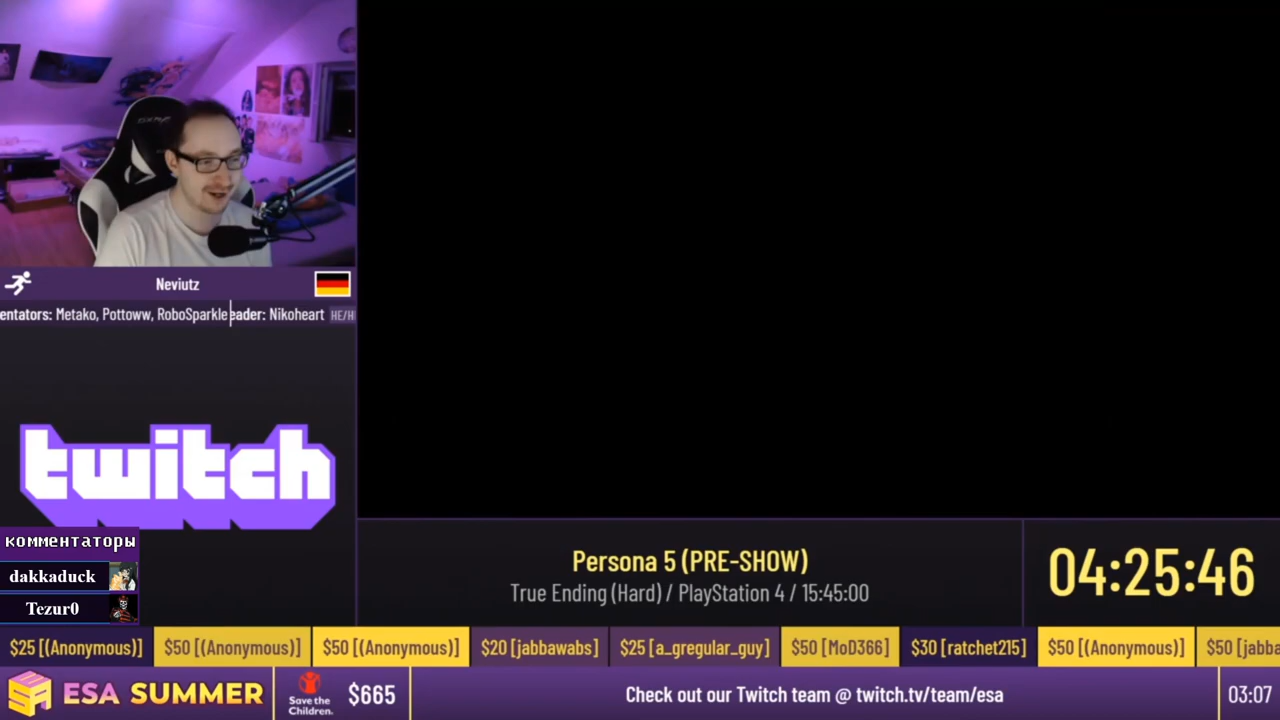 Neviutz
entators: Metako, Pottoww, RoboSparkle eader: Nikoheart HE/H
twitch
комментаторы
dakkaduck
Tezur0
Persona 5 (PRE-SHOW)
True Ending (Hard) / PlayStation 4 / 15:45:00
04:25:46
$25 [(Anonymous)] $50 [(Anonymous)] $50 [(Anonymous)] $20 [jabbawabs] $25 [a_gregular_guy] $50 [MoD366] $30 [ratchet215] $50 [(Anonymous)] $50 [jabba
ESA SUMMER
Save the
Children.
$665
Check out our Twitch team @ twitch.tv/team/esa
03:07